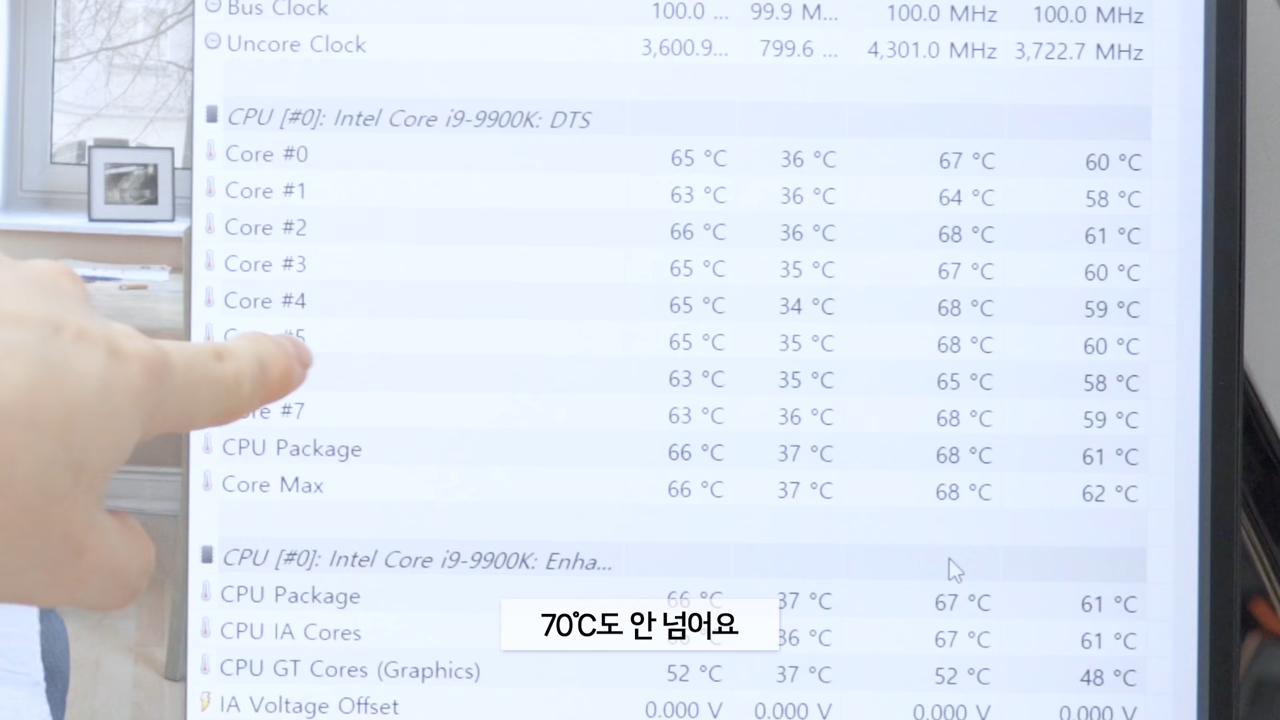 Bus Clock 100.0 ... 99.9 M... 100.0 MHz 100.0 MHz
Uncore Clock 3,600.9... 799.6 ... 4,301.0 MHz 3,722.7 MHz
CPU [#0]: Intel Core i9-9900K: DTS
Core #0 65 °C 36 °C 67 °C 60 °C
Core #1 63 °C 36 °C 64 °C 58 °C
Core #2 66 °C 36 °C 68 °C 61 °C
Core #3 65 °C 35 °C 67 °C 60 °C
Core #4 65 °C 34 °C 68 °C 59 °C
#5 65 °C 35 °C 68 °C 60 °C
63 °C 35 °C 65 °C 58 °C
Core #7 63 °C 36 °C 68 °C 59 °C
CPU Package 66 °C 37 °C 68 °C 61 °C
Core Max 66 °C 37 °C 68 °C 62 °C
CPU [#0]: Intel Core i9-9900K: Enha...
CPU Package 66 °C 37 °C 67 °C 61 °C
CPU IA Cores 36 °C 67 °C 61 °C
CPU GT Cores (Graphics) 52 °C 37 °C 52 °C 48 °C
IA Voltage Offset 0.000 V 0.000 V 0.000 V 0.000 V
70°C도 안 넘어요